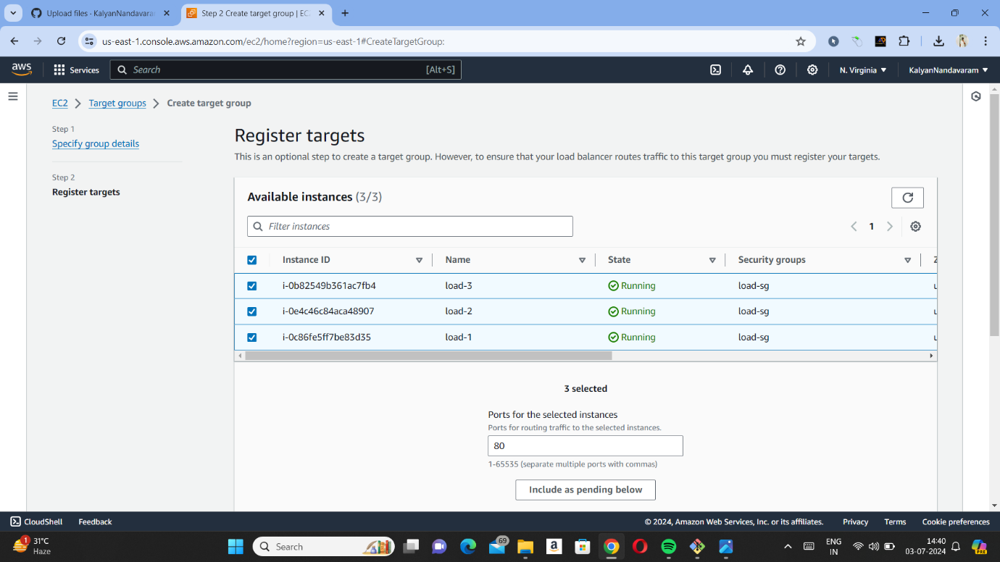 Upload files · KalyanNandavara
Step 2 Create target group | EC
us-east-1.console.aws.amazon.com/ec2/home?region=us-east-1#CreateTargetGroup:
aws
Services
Search
[Alt+S]
N. Virginia
KalyanNandavaram
EC2
Target groups
Create target group
Step 1
Specify group details
Step 2
Register targets
Register targets
This is an optional step to create a target group. However, to ensure that your load balancer routes traffic to this target group you must register your targets.
Available instances (3/3)
Filter instances
1
Instance ID
Name
State
Security groups
i-0b82549b361ac7fb4
load-3
Running
load-sg
i-0e4c46c84aca48907
load-2
Running
load-sg
i-0c86fe5ff7be83d35
load-1
Running
load-sg
3 selected
Ports for the selected instances
Ports for routing traffic to the selected instances.
80
1-65535 (separate multiple ports with commas)
Include as pending below
CloudShell
Feedback
© 2024, Amazon Web Services, Inc. or its affiliates.
Privacy
Terms
Cookie preferences
1
31°C
Haze
Search
69
a
ENG
IN
14:40
03-07-2024
PRE